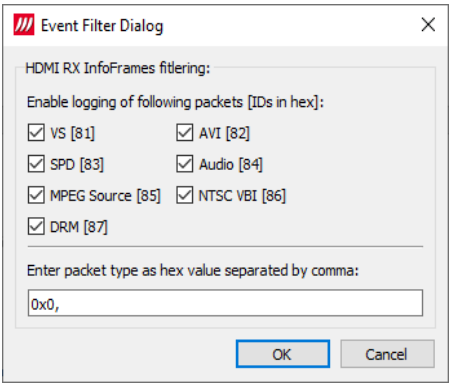 Event Filter Dialog
HDMI RX InfoFrames fitlering:
Enable logging of following packets [IDs in hex]:
VS [81] AVI [82]
SPD [83] Audio [84]
MPEG Source [85] NTSC VBI [86]
DRM [87]
Enter packet type as hex value separated by comma:
0x0,
OK Cancel